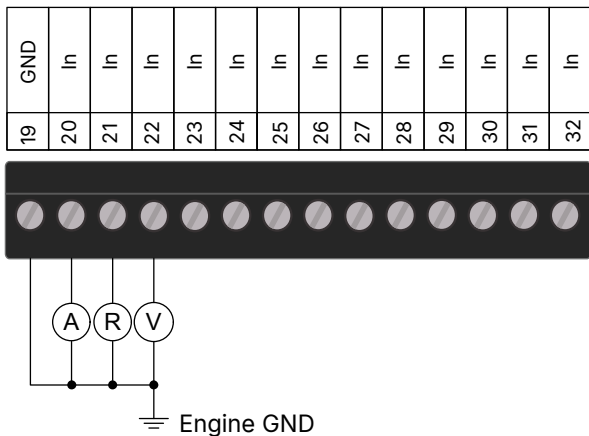 GND In In In In In In In In In In In In In
19 20 21 22 23 24 25 26 27 28 29 30 31 32
A R V
Engine GND